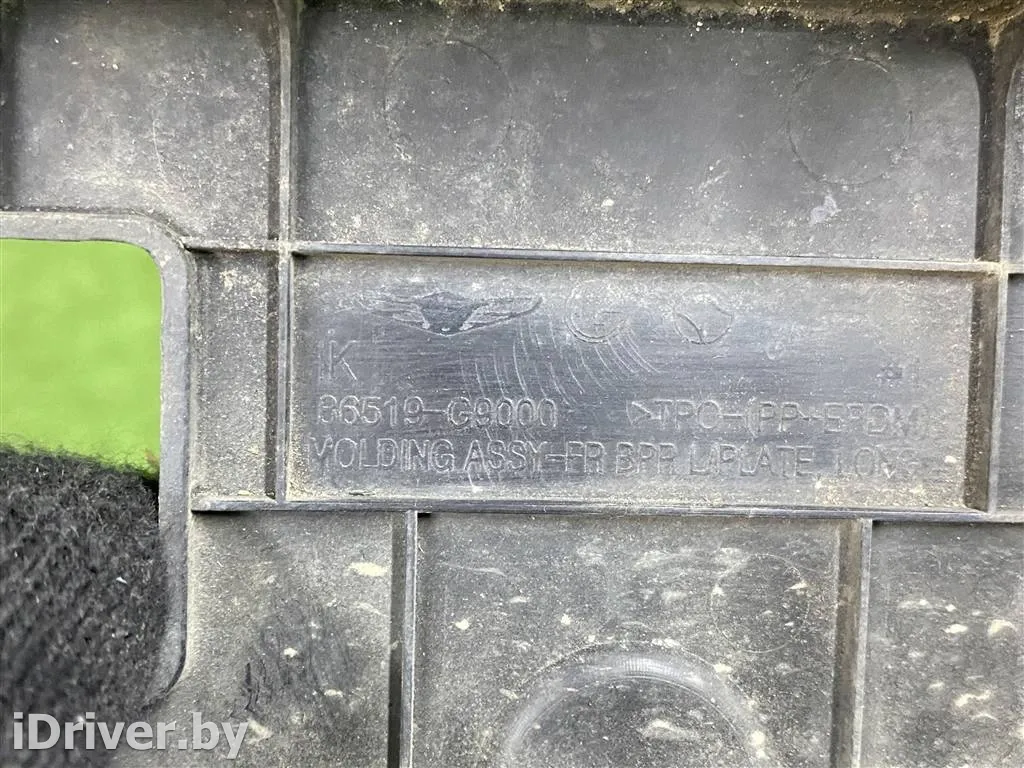 K
86519-G9000 >TPO-(PP+EPDM)
MOLDING ASSY-FR BPR L/PLATE LONG
iDriver.by